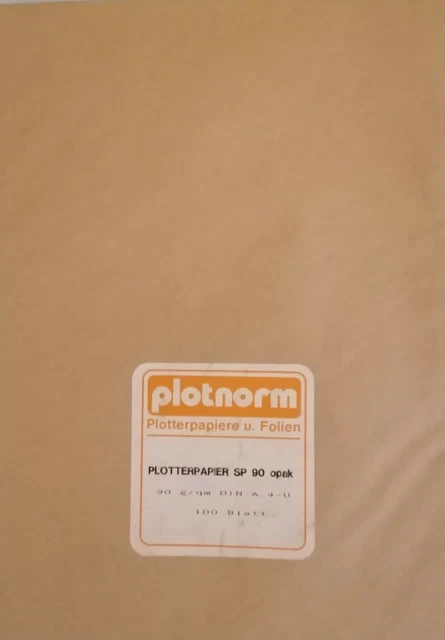 plotnorm
Plotterpapiere u. Folien
PLOTTERPAPIER SP 90 opak
90 g/qm DIN A 4-U
100 Blatt